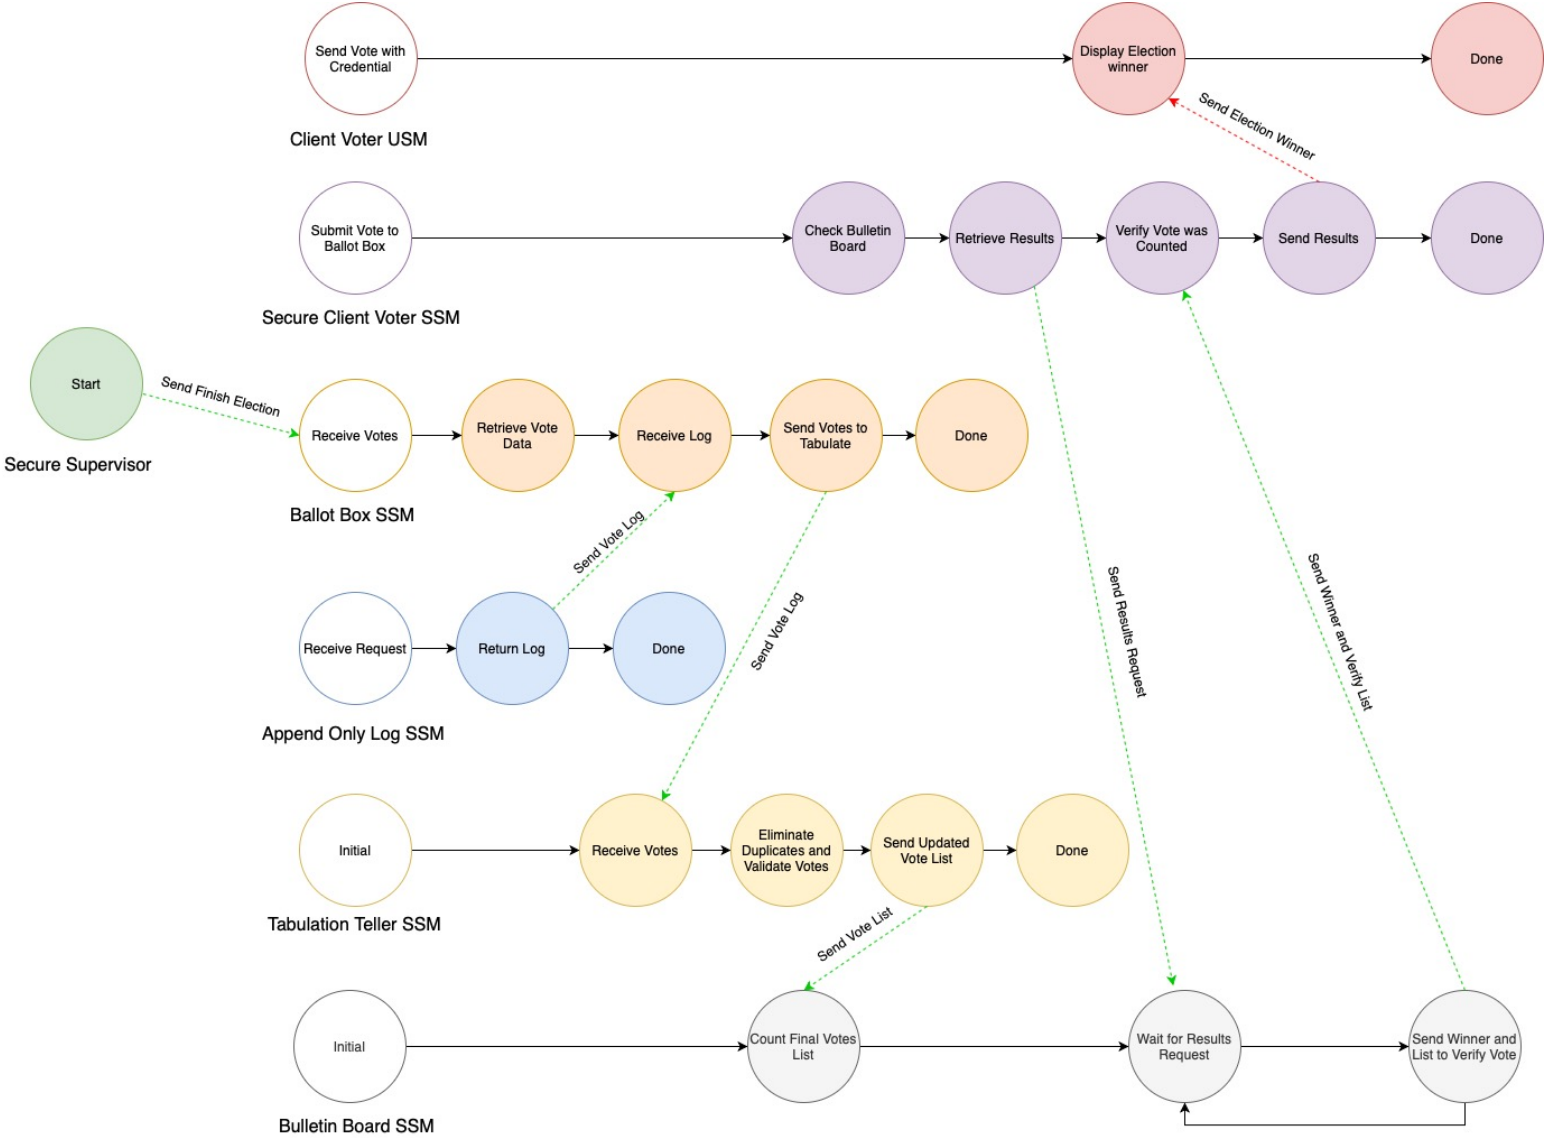 Send Vote with
Credential
Display Election
winner
Done
Send Election Winner
Client Voter USM
Submit Vote to
Ballot Box
Check Bulletin
Board
Retrieve Results
Verify Vote was
Counted
Send Results
Done
Secure Client Voter SSM
Start
Send Finish Election
Secure Supervisor
Receive Votes
Retrieve Vote
Data
Receive Log
Send Votes to
Tabulate
Done
Ballot Box SSM
Send Vote Log
Receive Request
Return Log
Done
Send Vote Log
Send Results Request
Send Winner and Verify List
Append Only Log SSM
Initial
Receive Votes
Eliminate
Duplicates and
Validate Votes
Send Updated
Vote List
Done
Tabulation Teller SSM
Send Vote List
Initial
Count Final Votes
List
Wait for Results
Request
Send Winner and
List to Verify Vote
Bulletin Board SSM